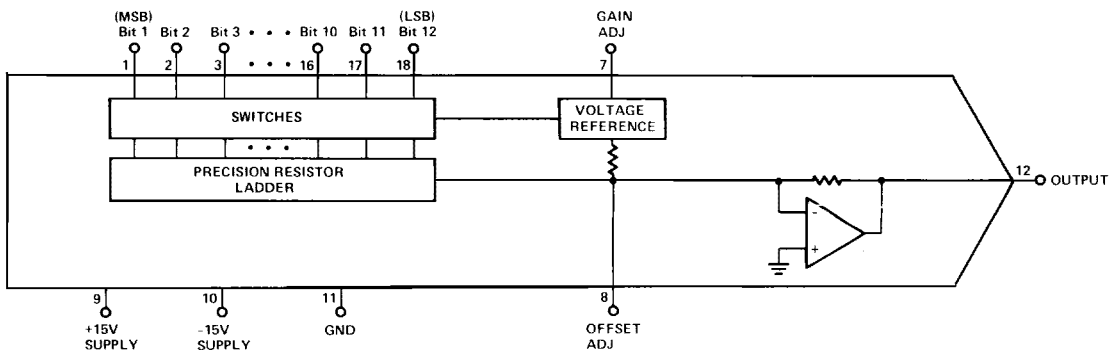 (MSB)
Bit 1 Bit 2 Bit 3 • • • Bit 10 Bit 11
(LSB)
Bit 12
GAIN
ADJ
1 2 3 • • • 16 17 18 7
SWITCHES
VOLTAGE
REFERENCE
• • •
PRECISION RESISTOR
LADDER
12
OUTPUT
-
+
9 10 11 8
+15V
SUPPLY
-15V
SUPPLY
GND
OFFSET
ADJ